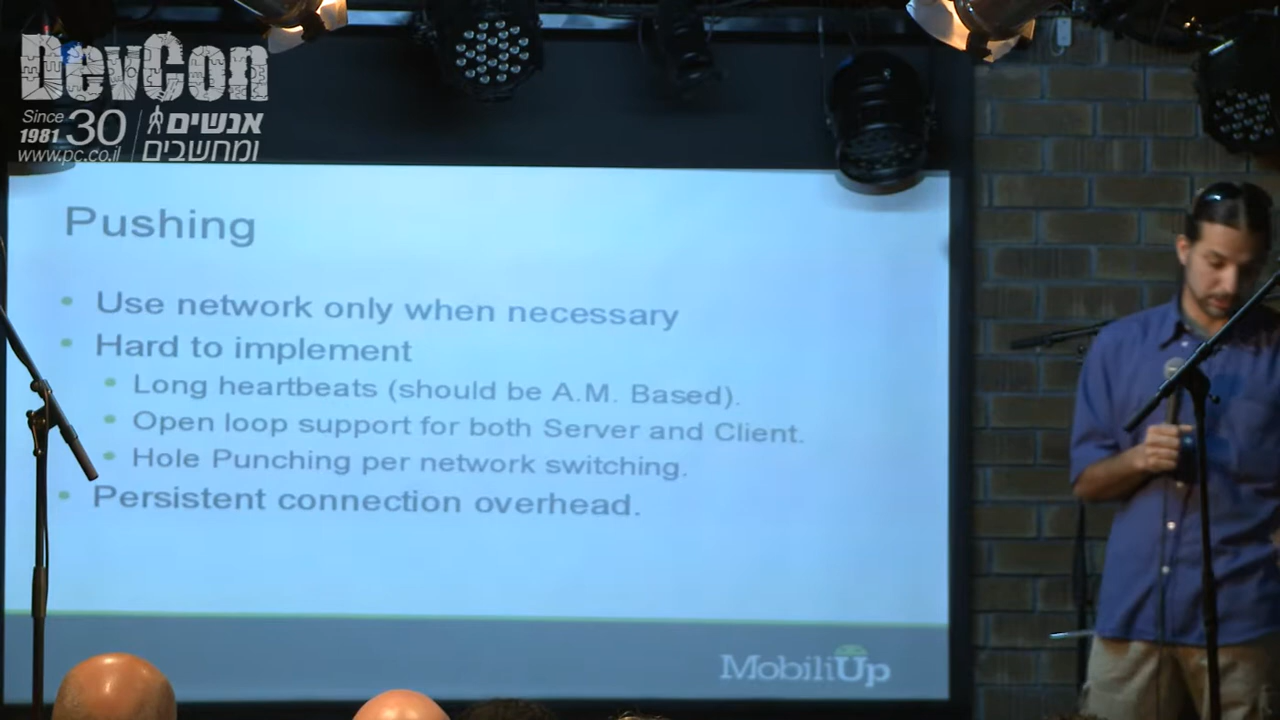 DevCon
Since
1981
30
אנשים
ומחשבים
www.pc.co.il
Pushing
Use network only when necessary
Hard to implement
Long heartbeats (should be A.M. Based).
Open loop support for both Server and Client.
Hole Punching per network switching.
Persistent connection overhead.
MobiliUp